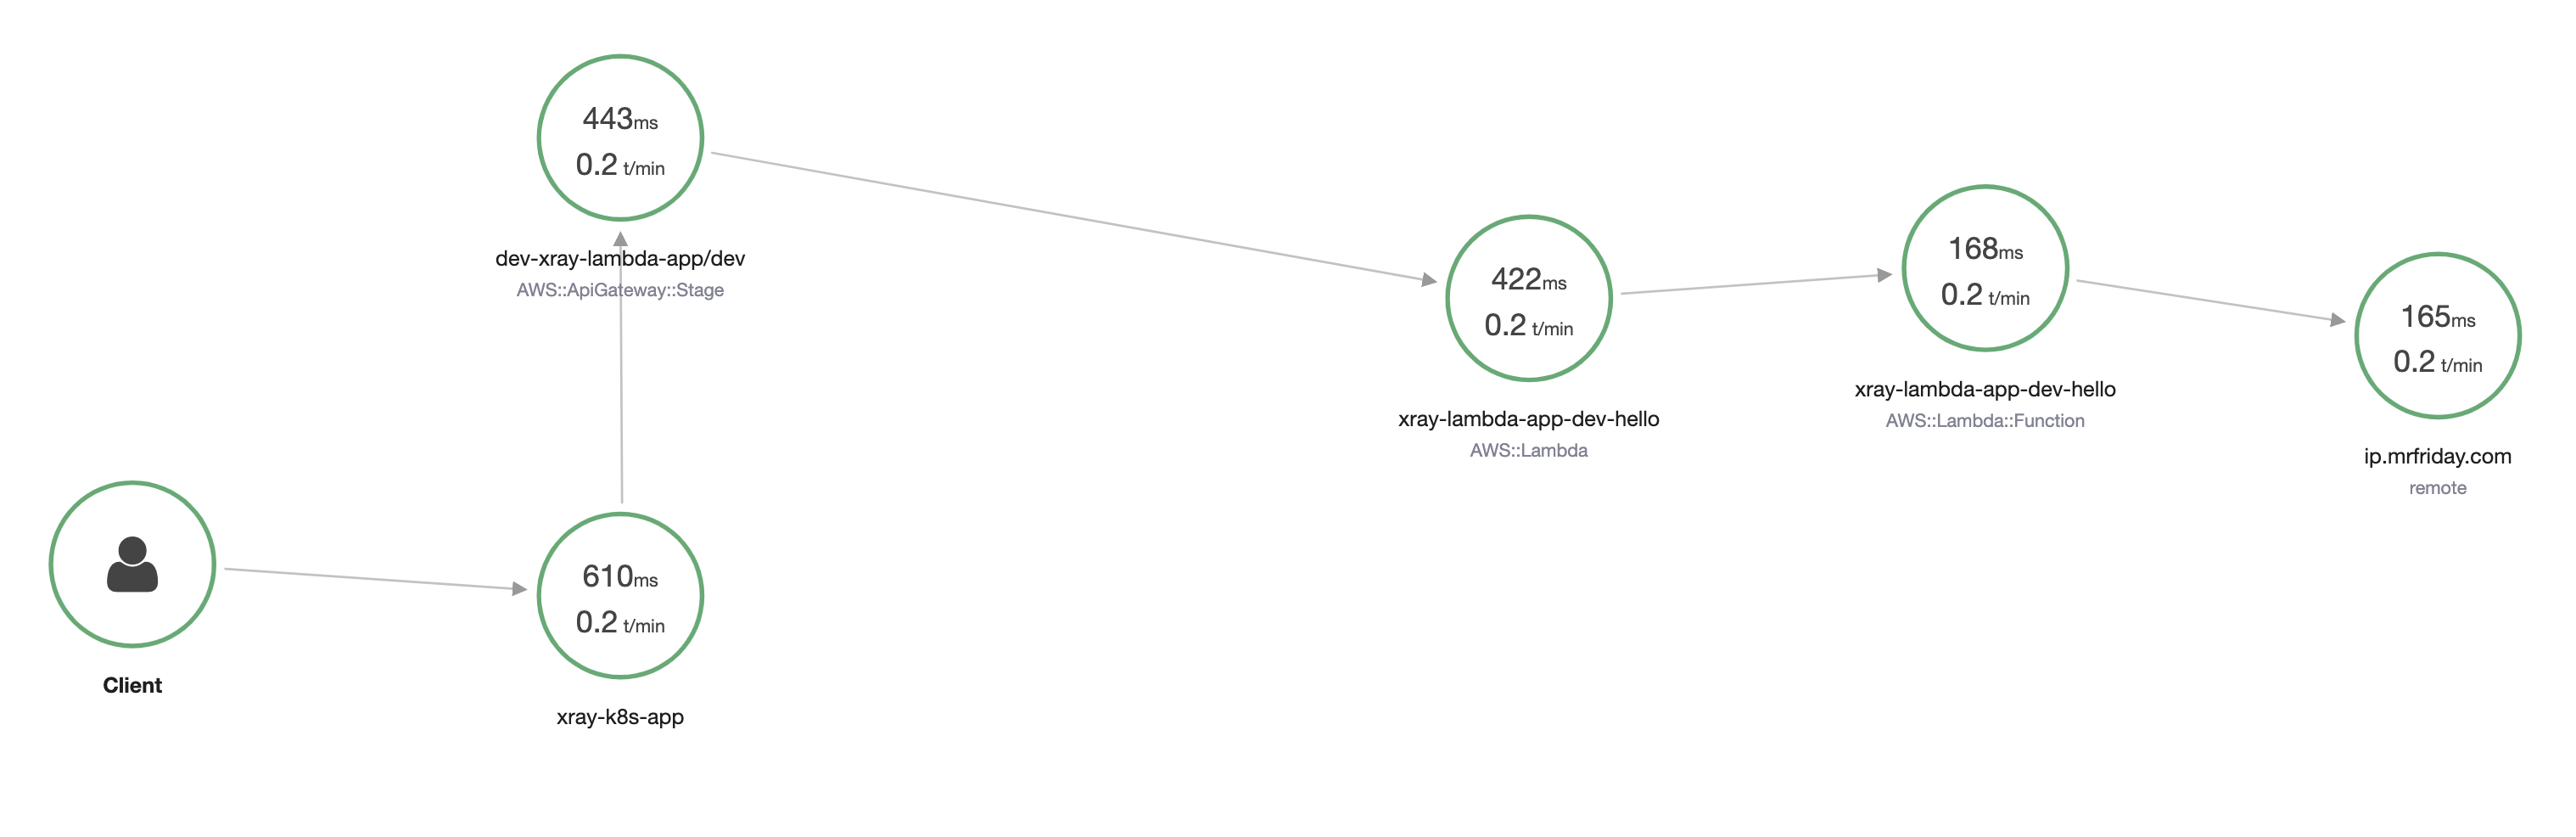 443ms
0.2 t/min
dev-xray-lambda-app/dev
AWS::ApiGateway::Stage
422ms
0.2 t/min
xray-lambda-app-dev-hello
AWS::Lambda
168ms
0.2 t/min
xray-lambda-app-dev-hello
AWS::Lambda::Function
165ms
0.2 t/min
ip.mrfriday.com
remote
Client
610ms
0.2 t/min
xray-k8s-app